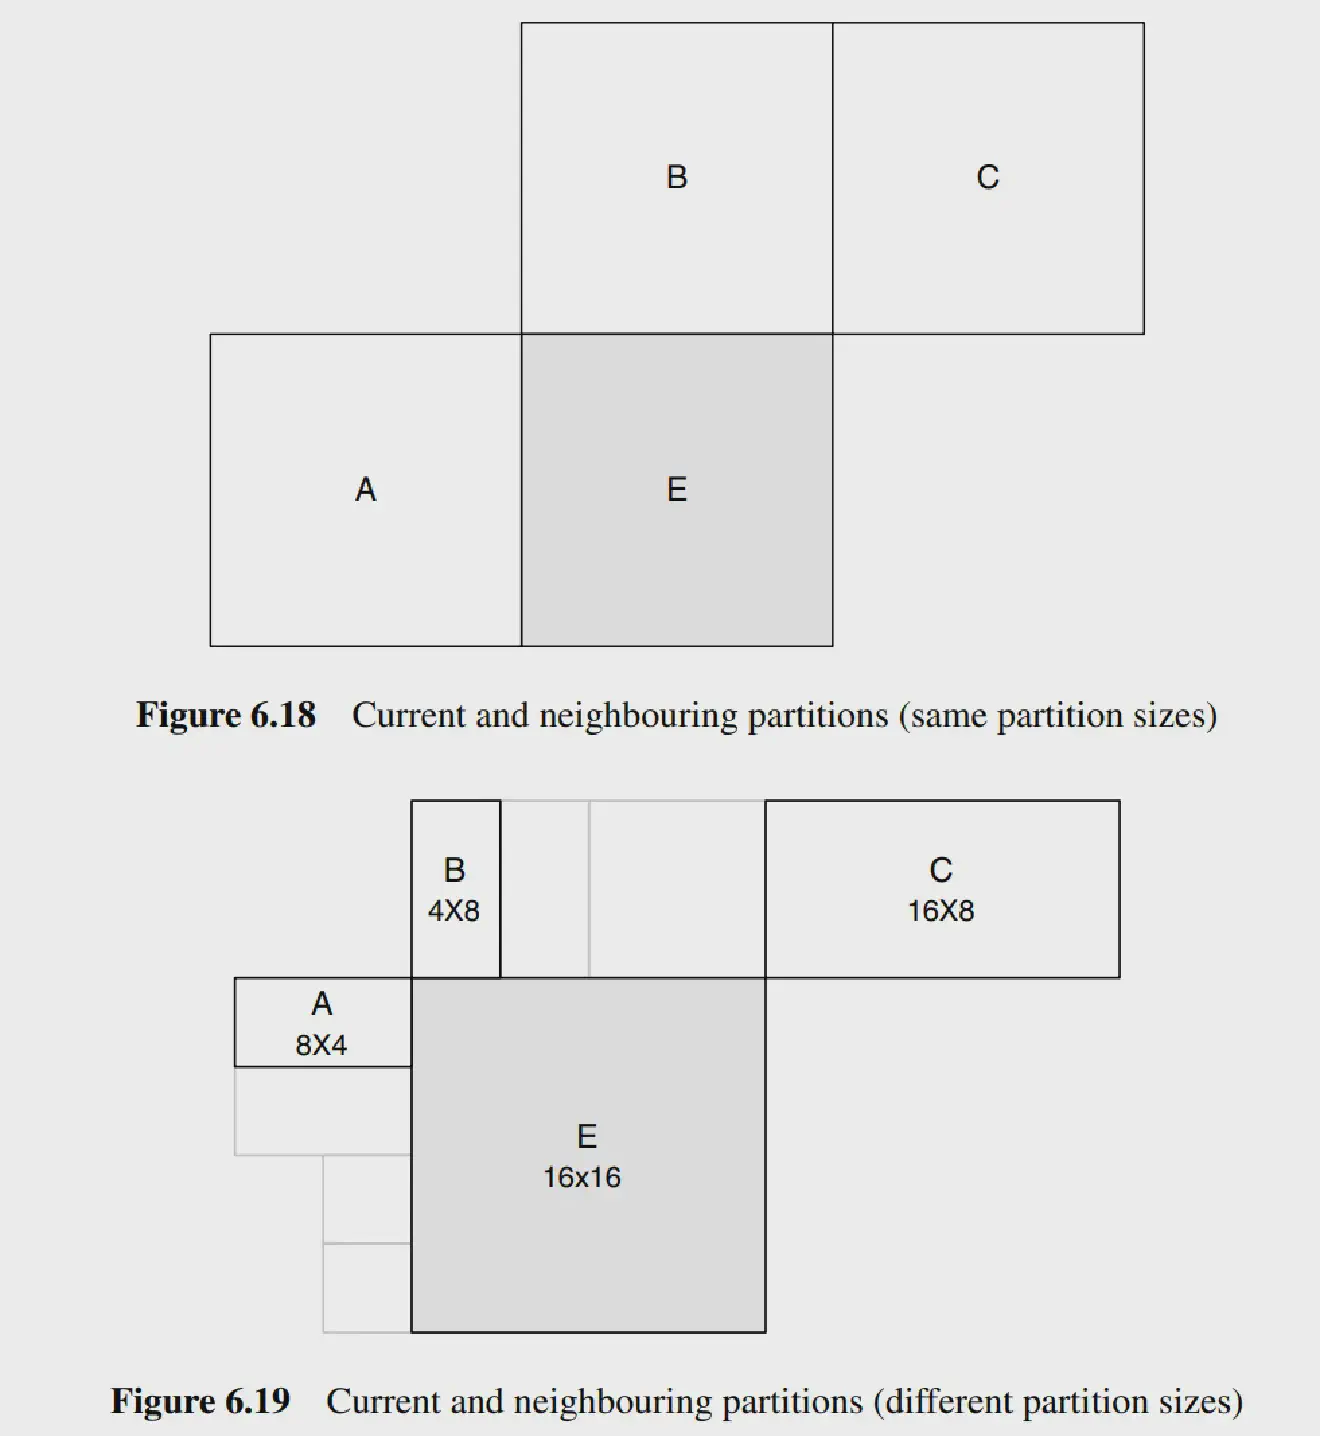 B
C
A
E
Figure 6.18 Current and neighbouring partitions (same partition sizes)
B
4X8
C
16X8
A
8X4
E
16x16
Figure 6.19 Current and neighbouring partitions (different partition sizes)